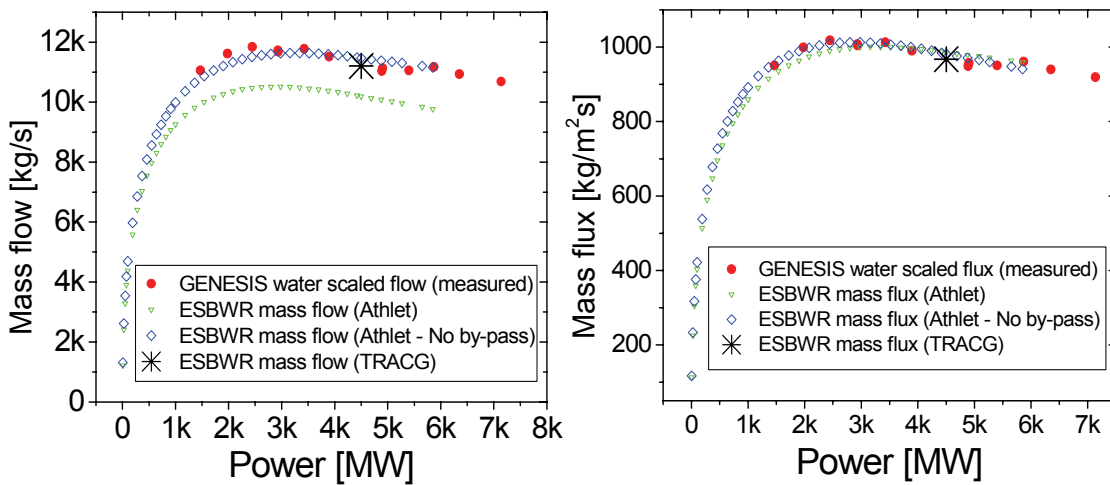 Mass flow [kg/s]
12k
10k
8k
6k
4k
2k
0
GENESIS water scaled flow (measured)
ESBWR mass flow (Athlet)
ESBWR mass flow (Athlet - No by-pass)
ESBWR mass flow (TRACG)
0 1k 2k 3k 4k 5k 6k 7k 8k
Power [MW]
Mass flux [kg/m²s]
1000
800
600
400
200
GENESIS water scaled flux (measured)
ESBWR mass flux (Athlet)
ESBWR mass flux (Athlet - No by-pass)
ESBWR mass flux (TRACG)
0 1k 2k 3k 4k 5k 6k 7k
Power [MW]